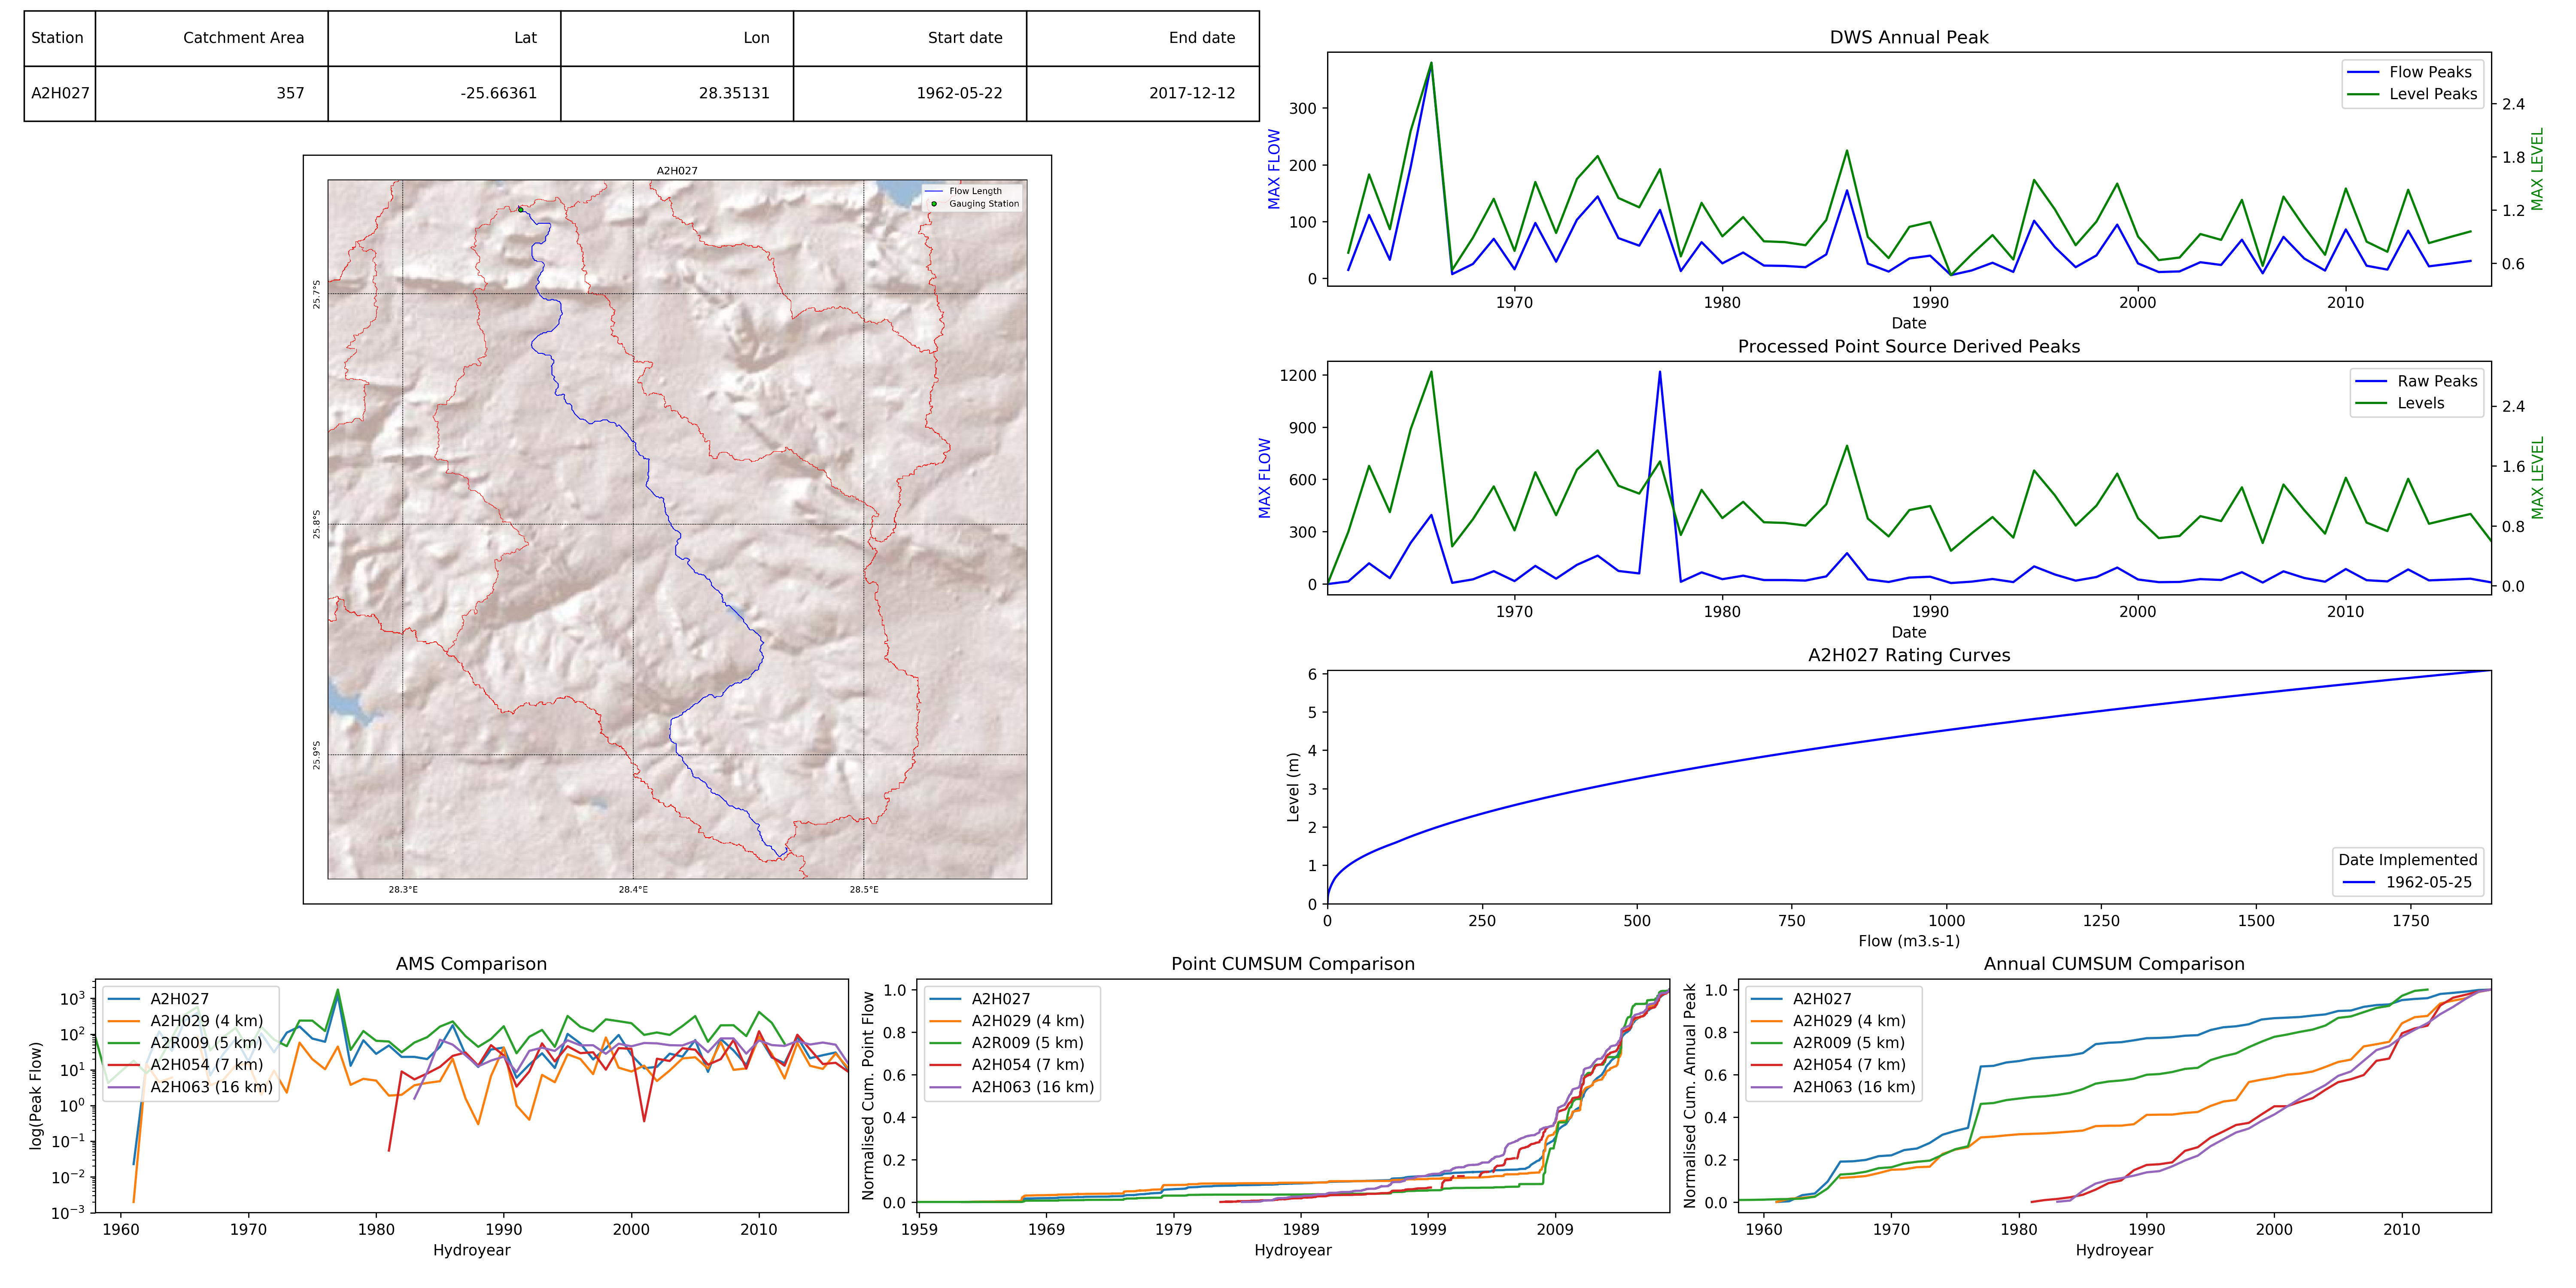 Station Catchment Area Lat Lon Start date End date
A2H027 357 -25.66361 28.35131 1962-05-22 2017-12-12
A2H027
Flow Length
Gauging Station
25.7°S
25.8°S
25.9°S
28.3°E 28.4°E 28.5°E
DWS Annual Peak
Flow Peaks
Level Peaks
MAX FLOW
300
200
100
0
MAX LEVEL
2.4
1.8
1.2
0.6
1970 1980 1990 2000 2010
Date
Processed Point Source Derived Peaks
Raw Peaks
Levels
MAX FLOW
1200
900
600
300
0
MAX LEVEL
2.4
1.6
0.8
0.0
1970 1980 1990 2000 2010
Date
A2H027 Rating Curves
Level (m)
6
5
4
3
2
1
0
Date Implemented
1962-05-25
0 250 500 750 1000 1250 1500 1750
Flow (m3.s-1)
AMS Comparison
log(Peak Flow)
10³
10²
10¹
10⁰
10⁻¹
10⁻²
10⁻³
A2H027
A2H029 (4 km)
A2R009 (5 km)
A2H054 (7 km)
A2H063 (16 km)
1960 1970 1980 1990 2000 2010
Hydroyear
Point CUMSUM Comparison
Normalised Cum. Point Flow
1.0
0.8
0.6
0.4
0.2
0.0
A2H027
A2H029 (4 km)
A2R009 (5 km)
A2H054 (7 km)
A2H063 (16 km)
1959 1969 1979 1989 1999 2009
Hydroyear
Annual CUMSUM Comparison
Normalised Cum. Annual Peak
1.0
0.8
0.6
0.4
0.2
0.0
A2H027
A2H029 (4 km)
A2R009 (5 km)
A2H054 (7 km)
A2H063 (16 km)
1960 1970 1980 1990 2000 2010
Hydroyear